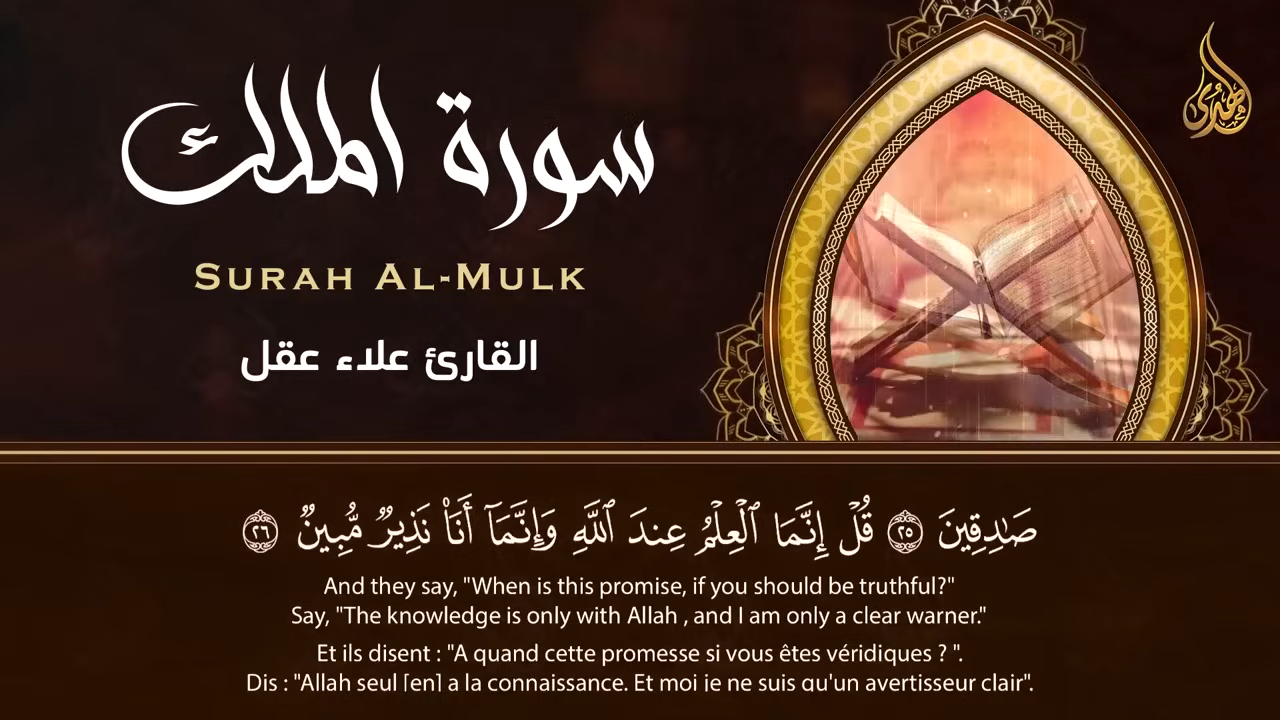 سورة الملك
SURAH AL-MULK
القارئ علاء عقل
الهدى
صَـٰدِقِينَ ٢٥ قُلْ إِنَّمَا ٱلْعِلْمُ عِندَ ٱللَّهِ وَإِنَّمَآ أَنَا۠ نَذِيرٌ مُّبِينٌ ٢٦
And they say, "When is this promise, if you should be truthful?"
Say, "The knowledge is only with Allah , and I am only a clear warner."
Et ils disent : "A quand cette promesse si vous êtes véridiques ? ".
Dis : "Allah seul [en] a la connaissance. Et moi je ne suis qu'un avertisseur clair".